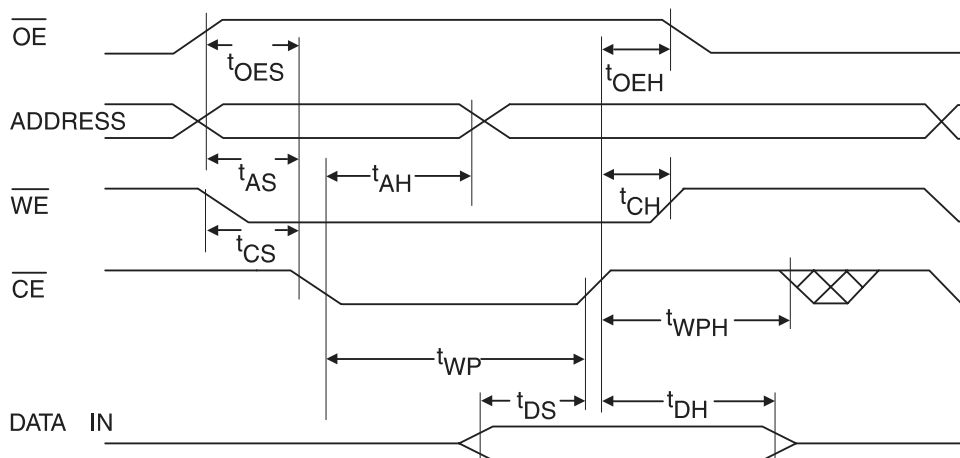 OE
tOES
tOEH
ADDRESS
tAS
tAH
WE
tCH
tCS
CE
tWPH
tWP
tDS
tDH
DATA IN